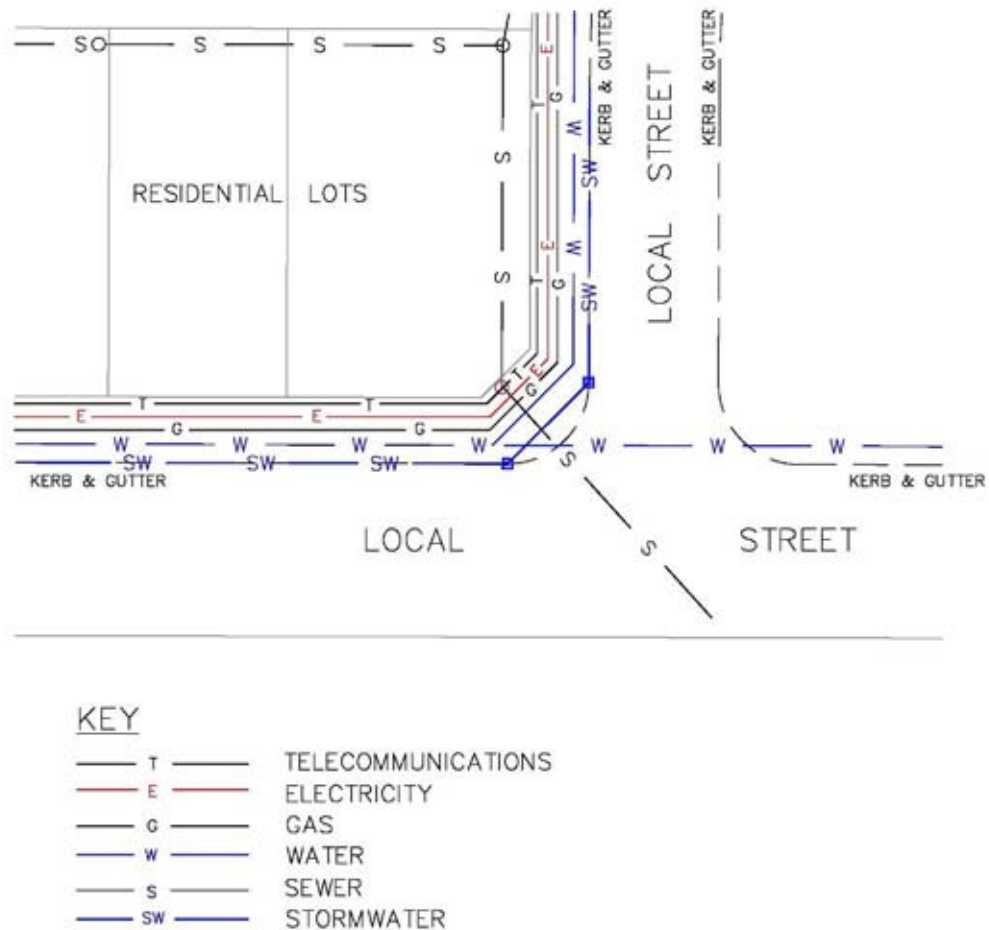 S S S S
E
KERB & GUTTER
KERB & GUTTER
T G
W
S
SW
LOCAL STREET
RESIDENTIAL LOTS
E W
S T G
SW
T E
G
T T
E E
G G
W W W W W W W
SW SW SW
S
KERB & GUTTER
KERB & GUTTER
LOCAL STREET
S
KEY
T TELECOMMUNICATIONS
E ELECTRICITY
G GAS
W WATER
S SEWER
SW STORMWATER